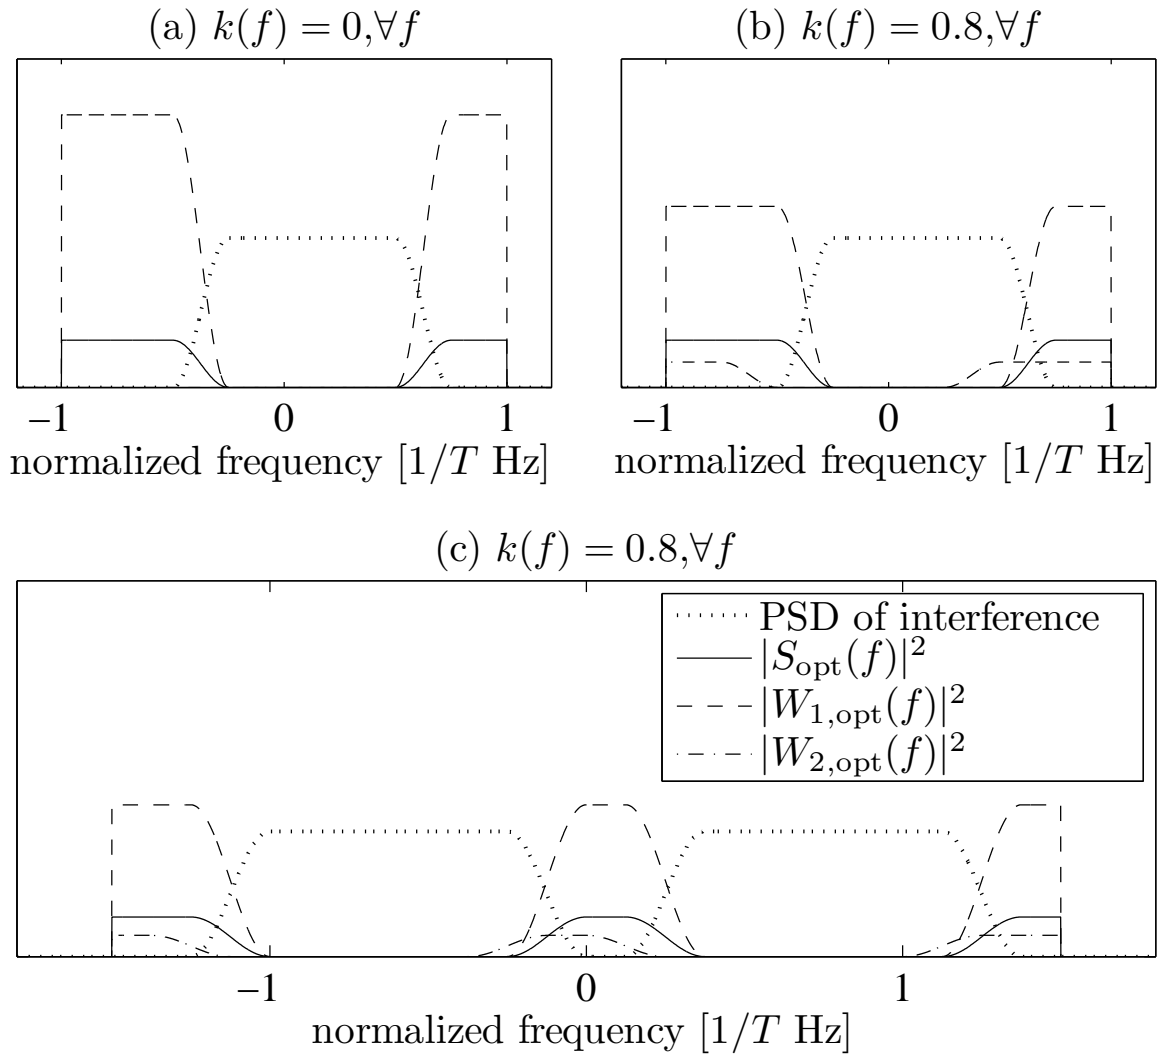 (a) k(f) = 0,∀f
(b) k(f) = 0.8,∀f
−1 0 1
−1 0 1
normalized frequency [1/T Hz]
normalized frequency [1/T Hz]
(c) k(f) = 0.8,∀f
PSD of interference
|S_opt(f)|²
|W_1,opt(f)|²
|W_2,opt(f)|²
−1 0 1
normalized frequency [1/T Hz]